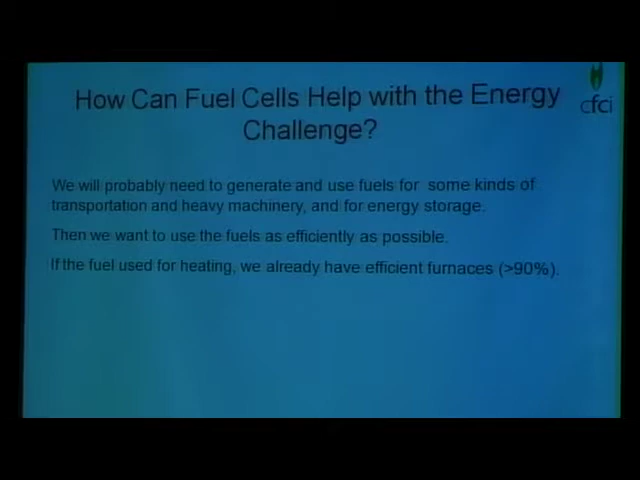 How Can Fuel Cells Help with the Energy
Challenge?
cfci
We will probably need to generate and use fuels for some kinds of
transportation and heavy machinery, and for energy storage.
Then we want to use the fuels as efficiently as possible.
If the fuel used for heating, we already have efficient furnaces (>90%).